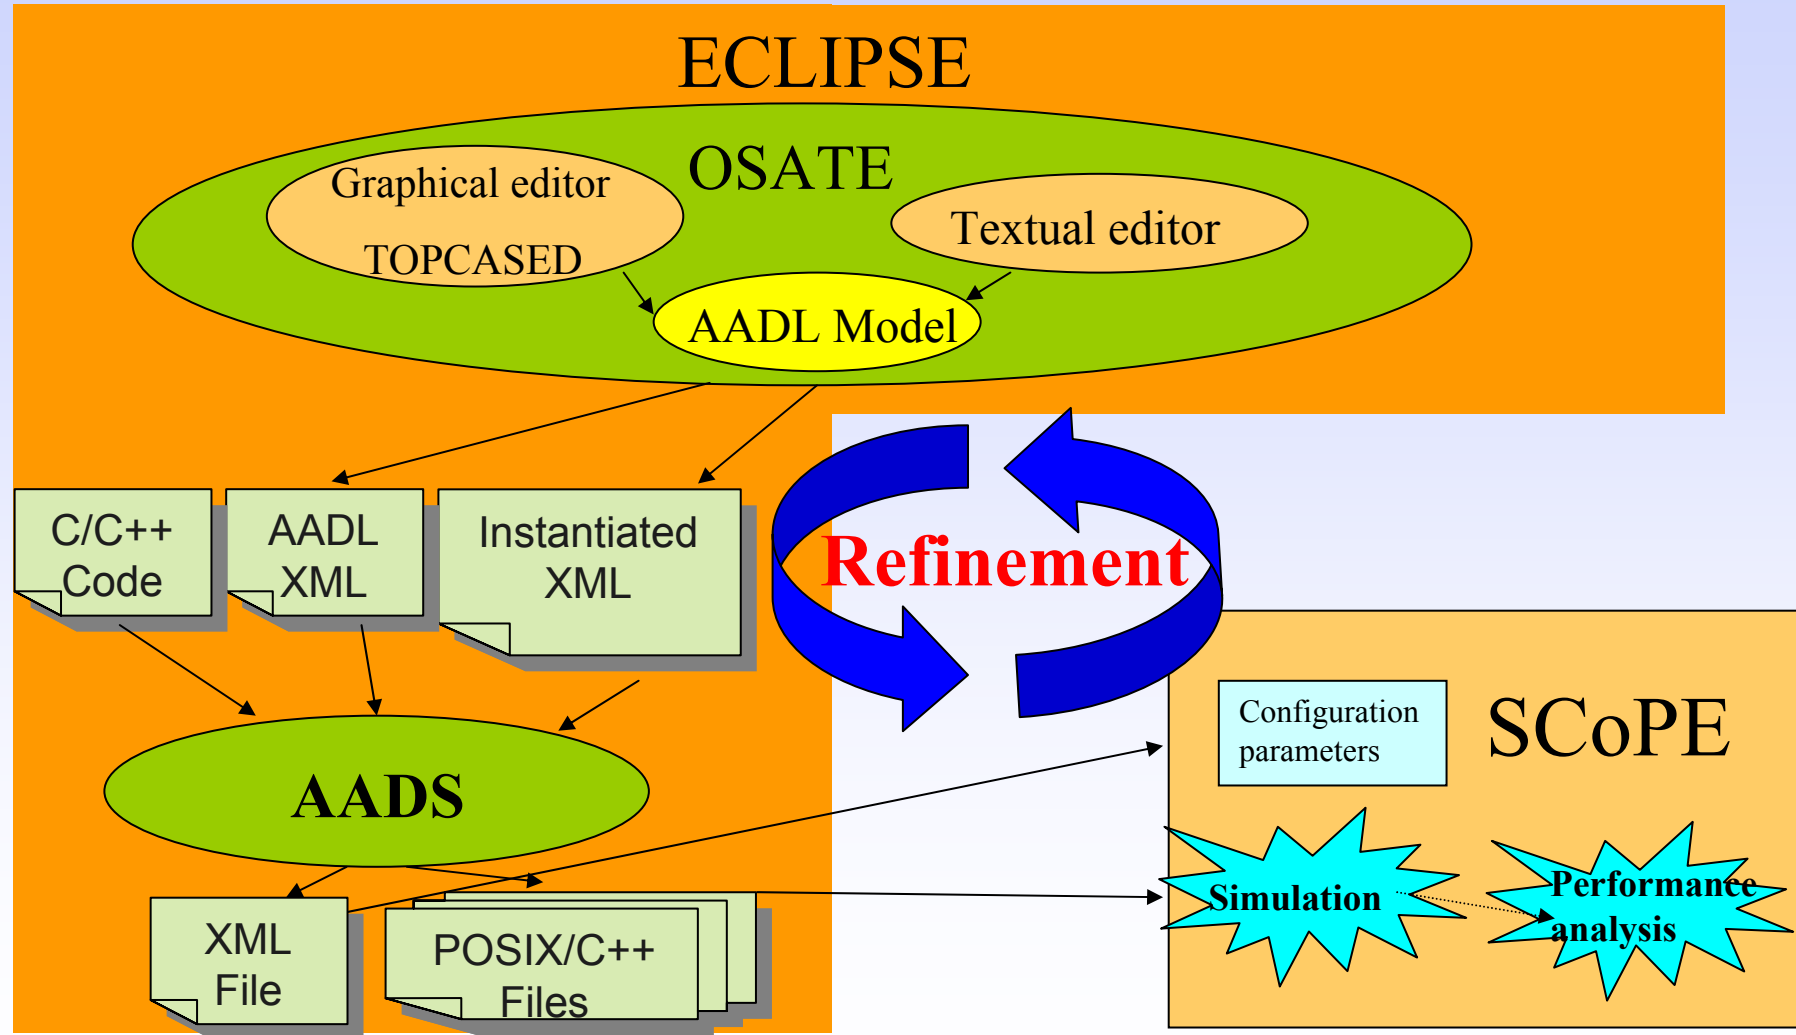 ECLIPSE
OSATE
Graphical editor
TOPCASED
Textual editor
AADL Model
C/C++
Code
AADL
XML
Instantiated
XML
Refinement
AADS
XML
File
POSIX/C++
Files
Configuration
parameters
SCoPE
Simulation
Performance
analysis